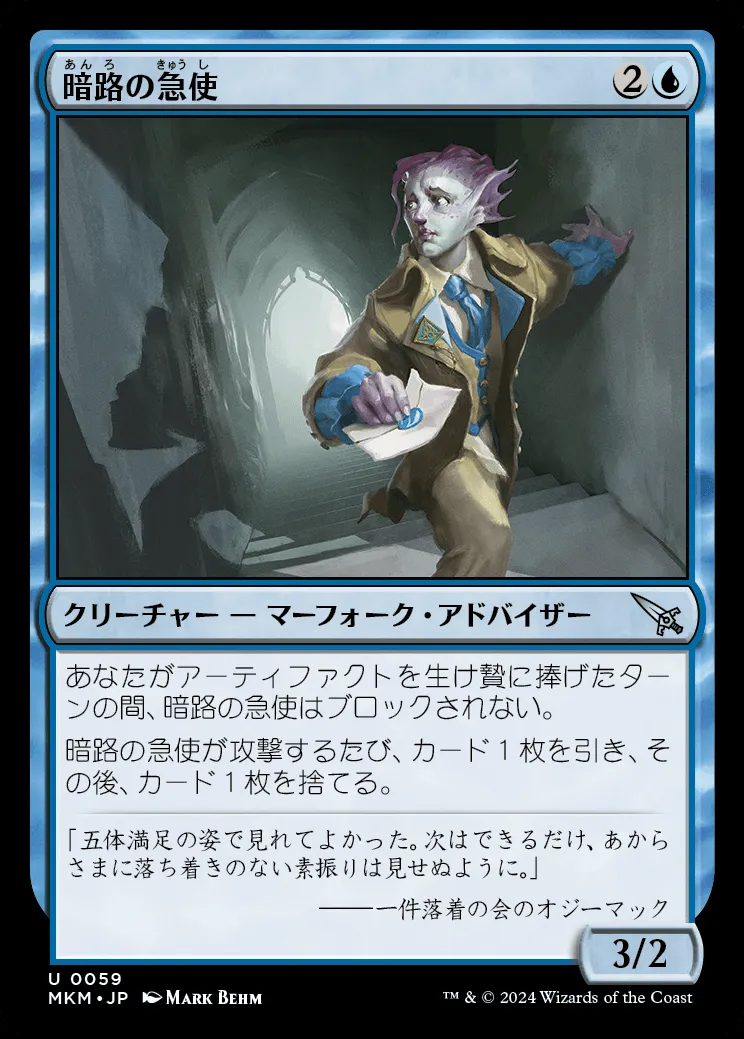 あんろ きゅうし
暗路の急使 2
クリーチャー — マーフォーク・アドバイザー
あなたがアーティファクトを生け贄に捧げたター
ンの間、暗路の急使はブロックされない。
暗路の急使が攻撃するたび、カード１枚を引き、そ
の後、カード１枚を捨てる。
「五体満足の姿で見れてよかった。次はできるだけ、あから
さまに落ち着きのない素振りは見せぬように。」
――一件落着の会のオジーマック
3/2
U 0059
MKM • JP Mark Behm
™ & © 2024 Wizards of the Coast